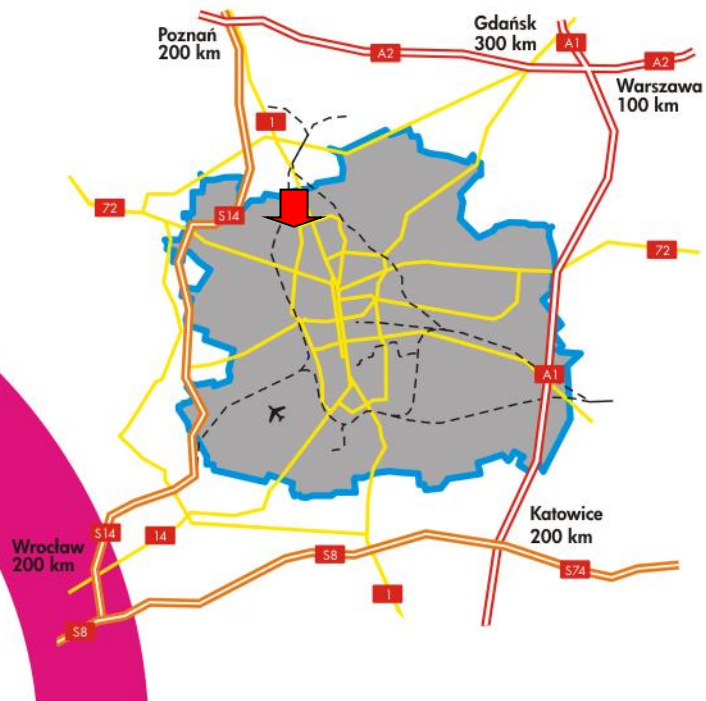 Poznań
200 km
Gdańsk
300 km
A1
A2
A2
Warszawa
100 km
1
72
S14
72
A1
Katowice
200 km
S14
14
Wrocław
200 km
S8
S74
1
S8